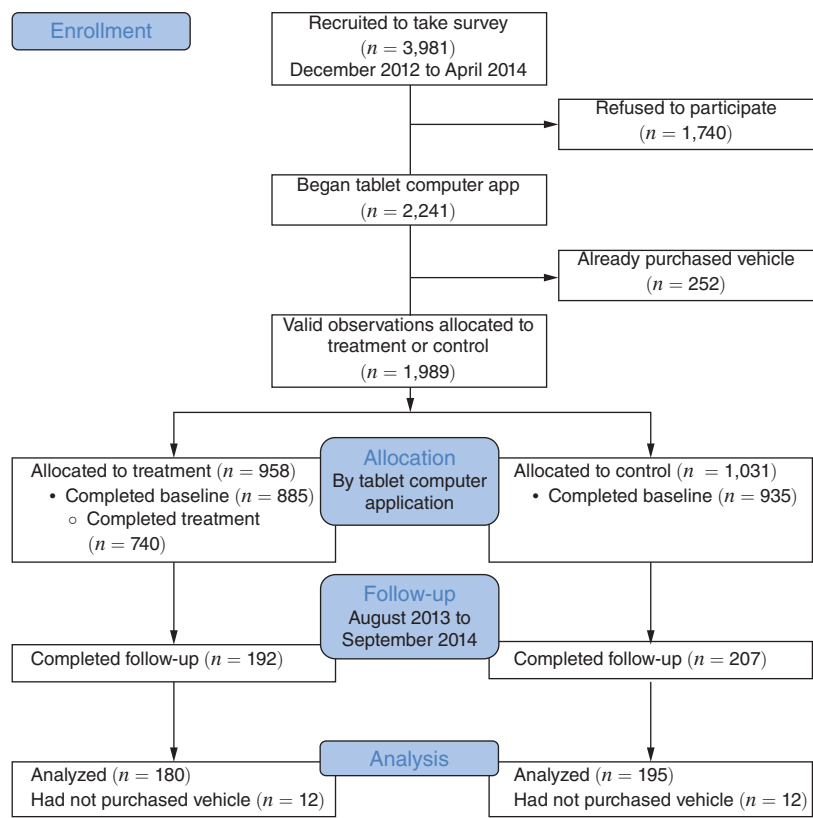 Enrollment
Recruited to take survey
(n = 3,981)
December 2012 to April 2014
Refused to participate
(n = 1,740)
Began tablet computer app
(n = 2,241)
Already purchased vehicle
(n = 252)
Valid observations allocated to
treatment or control
(n = 1,989)
Allocated to treatment (n = 958)
• Completed baseline (n = 885)
○ Completed treatment
(n = 740)
Allocation
By tablet computer
application
Allocated to control (n = 1,031)
• Completed baseline (n = 935)
Follow-up
August 2013 to
September 2014
Completed follow-up (n = 192)
Completed follow-up (n = 207)
Analysis
Analyzed (n = 180)
Had not purchased vehicle (n = 12)
Analyzed (n = 195)
Had not purchased vehicle (n = 12)